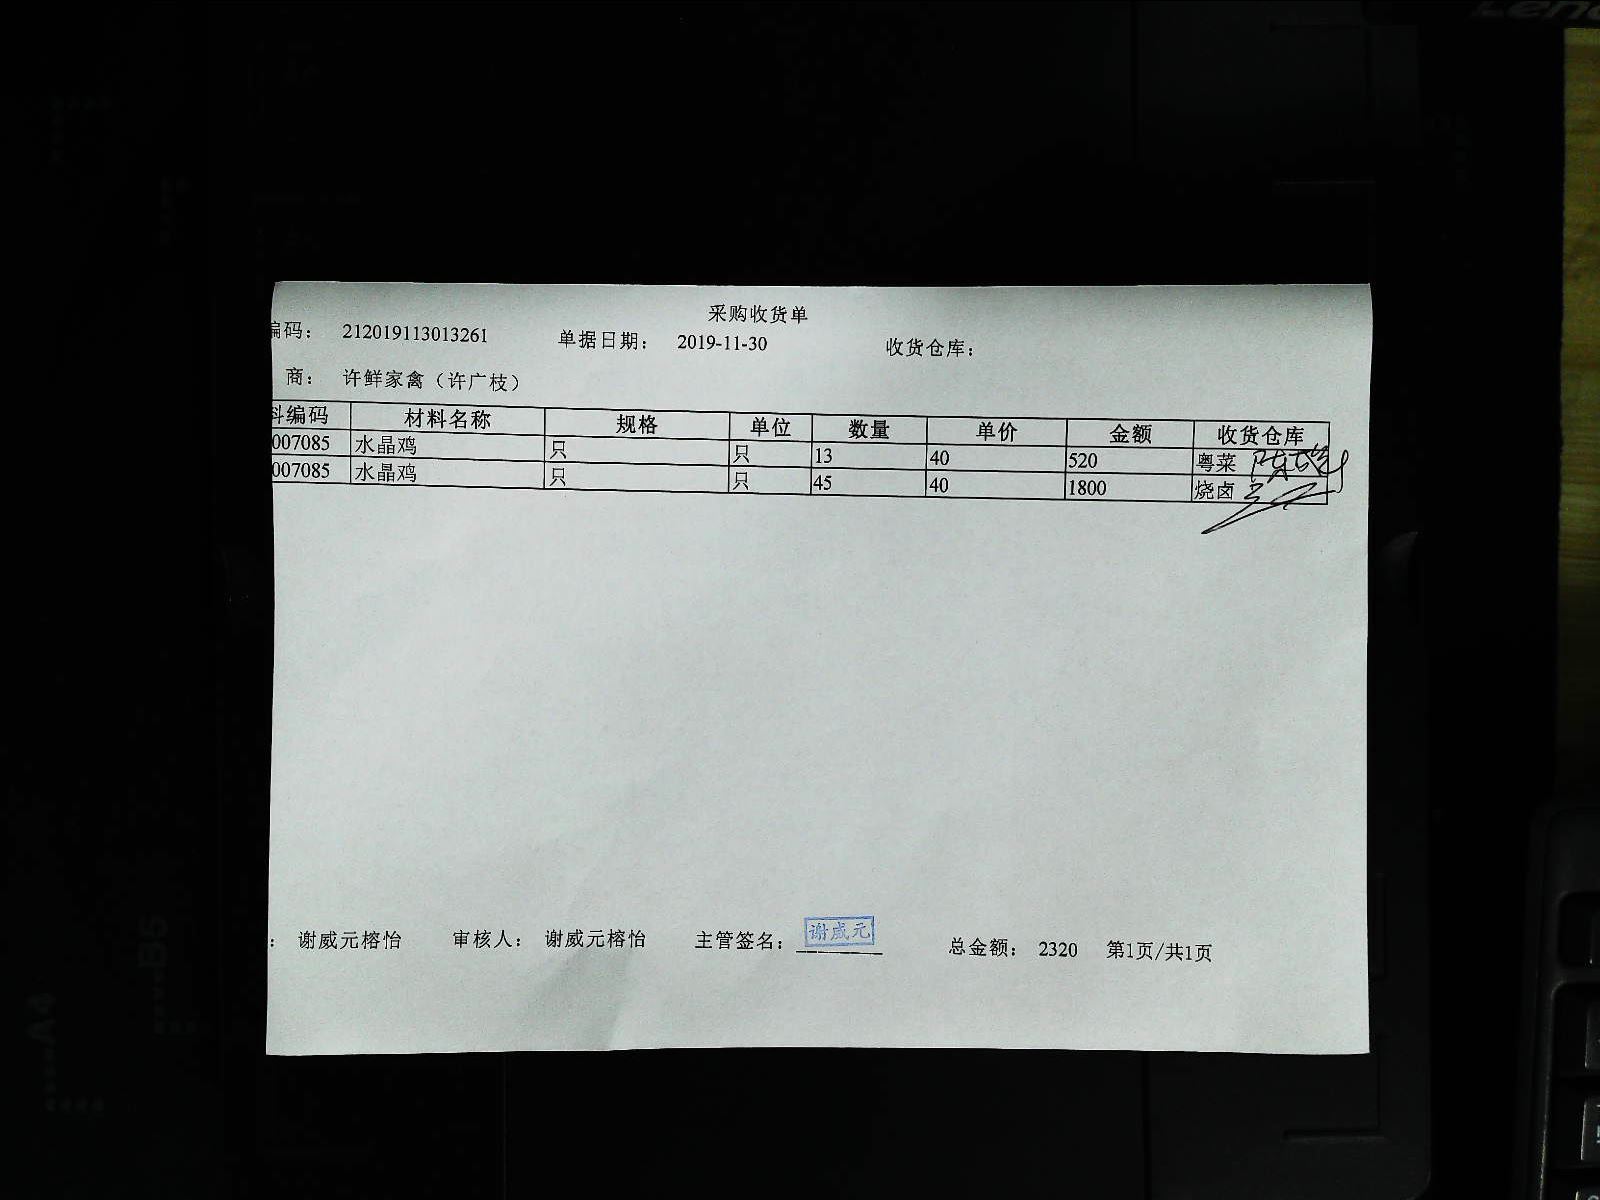 采购收货单
编码： 212019113013261 单据日期： 2019-11-30 收货仓库：
商： 许鲜家禽（许广枝）
料编码 材料名称 规格 单位 数量 单价 金额 收货仓库
007085 水晶鸡 只 只 13 40 520 粤菜
007085 水晶鸡 只 只 45 40 1800 烧卤
： 谢威元榕怡 审核人： 谢威元榕怡 主管签名： 谢威元 总金额： 2320 第1页/共1页
A4
B5